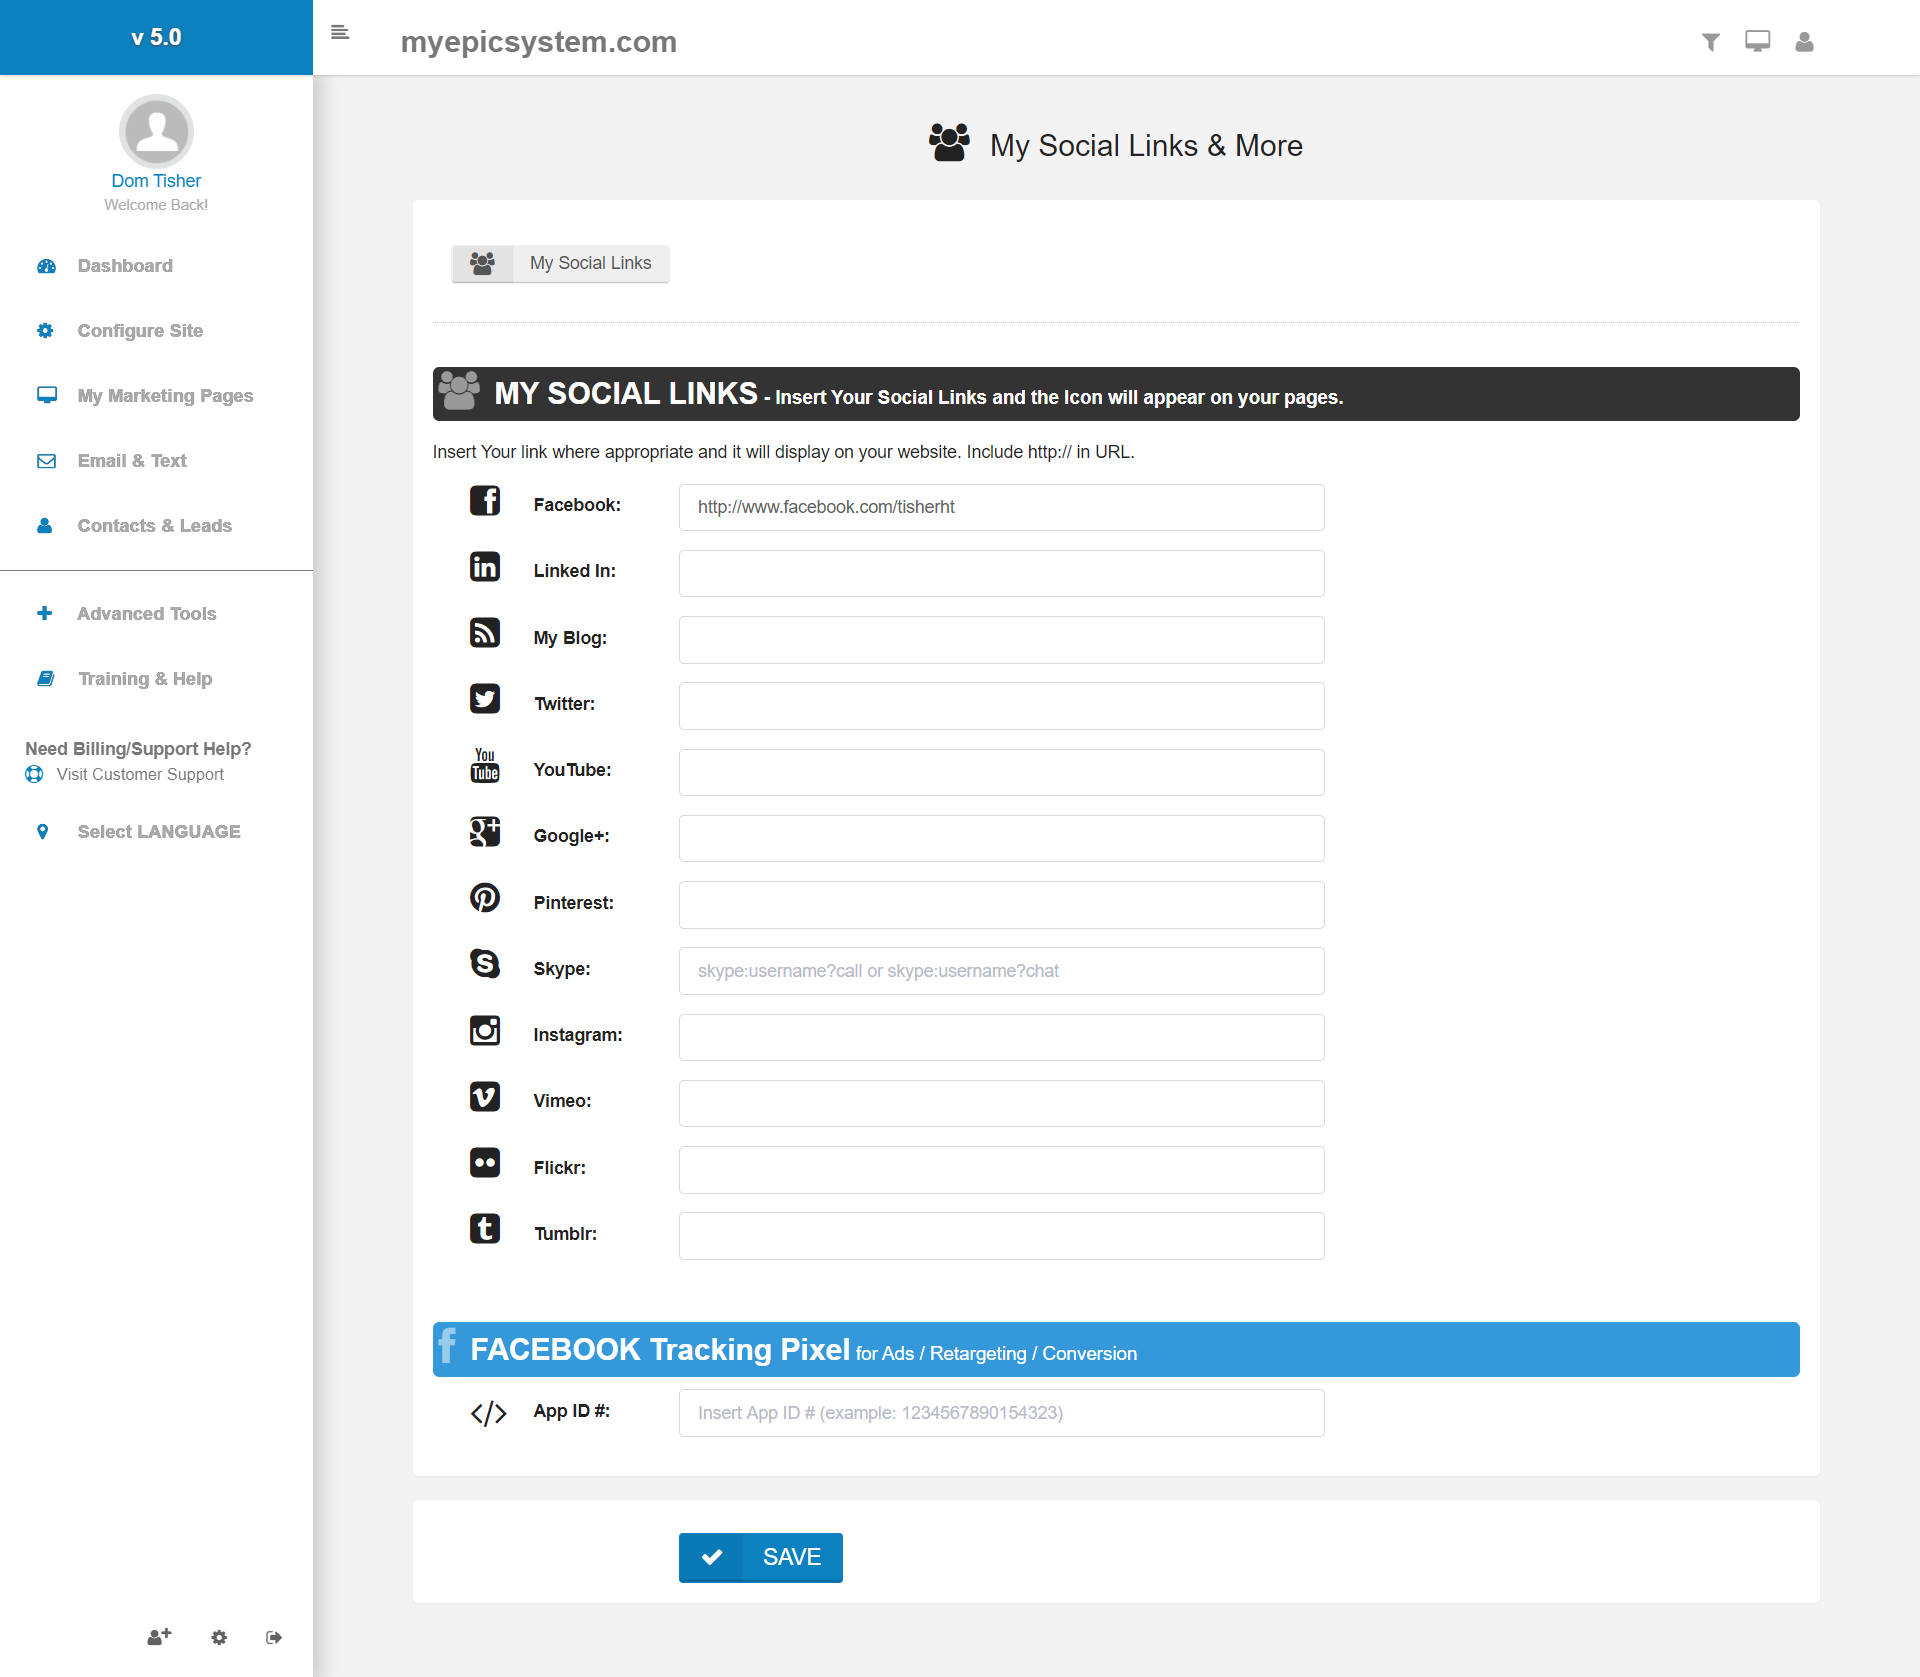 v 5.0
myepicsystem.com
Dom Tisher
Welcome Back!
Dashboard
Configure Site
My Marketing Pages
Email & Text
Contacts & Leads
Advanced Tools
Training & Help
Need Billing/Support Help?
Visit Customer Support
Select LANGUAGE
My Social Links & More
My Social Links
MY SOCIAL LINKS - Insert Your Social Links and the Icon will appear on your pages.
Insert Your link where appropriate and it will display on your website. Include http:// in URL.
Facebook: http://www.facebook.com/tisherht
Linked In:
My Blog:
Twitter:
You
Tube
YouTube:
Google+:
Pinterest:
Skype: skype:username?call or skype:username?chat
Instagram:
Vimeo:
Flickr:
Tumblr:
FACEBOOK Tracking Pixel for Ads / Retargeting / Conversion
App ID #: Insert App ID # (example: 1234567890154323)
SAVE